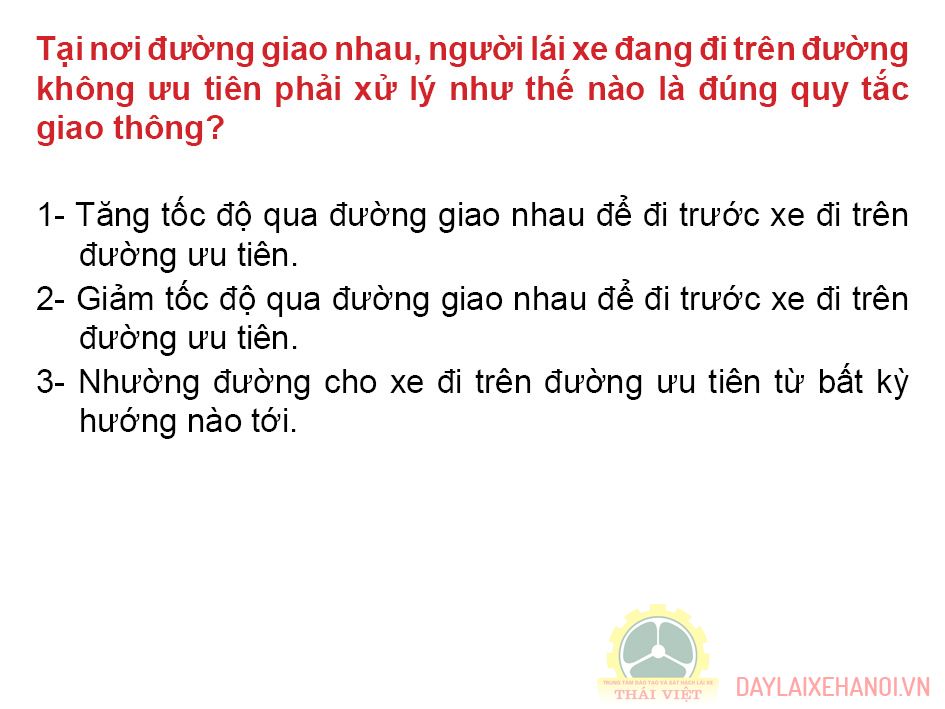 Tại nơi đường giao nhau, người lái xe đang đi trên đường
không ưu tiên phải xử lý như thế nào là đúng quy tắc
giao thông?
1- Tăng tốc độ qua đường giao nhau để đi trước xe đi trên
đường ưu tiên.
2- Giảm tốc độ qua đường giao nhau để đi trước xe đi trên
đường ưu tiên.
3- Nhường đường cho xe đi trên đường ưu tiên từ bất kỳ
hướng nào tới.
TRUNG TÂM ĐÀO TẠO VÀ SÁT HẠCH LÁI XE
THÁI VIỆT
DAYLAIXEHANOI.VN